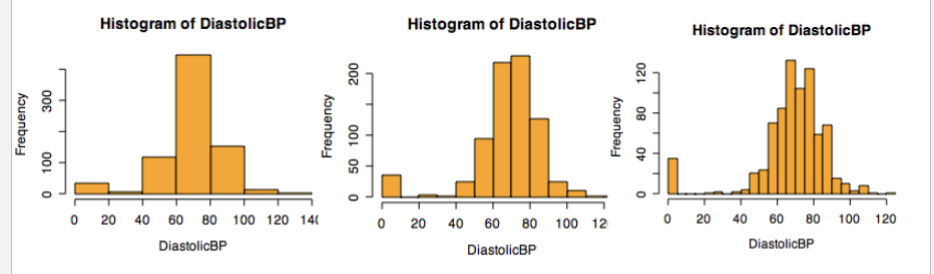 Histogram of DiastolicBP
Frequency
0 100 300
0 20 40 60 80 100 120 14
DiastolicBP
Histogram of DiastolicBP
Frequency
0 50 100 200
0 20 40 60 80 100 12
DiastolicBP
Histogram of DiastolicBP
Frequency
0 40 80 120
0 20 40 60 80 100 120
DiastolicBP